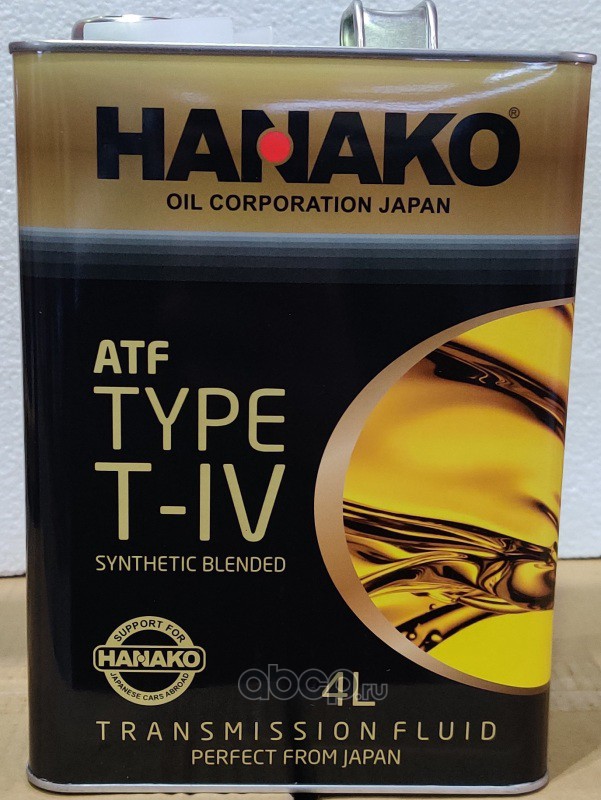 HANAKO®
OIL CORPORATION JAPAN
ATF
TYPE
T-IV
SYNTHETIC BLENDED
SUPPORT FOR
HANAKO
JAPANESE CARS ABROAD
4L
abcp.ru
TRANSMISSION FLUID
PERFECT FROM JAPAN